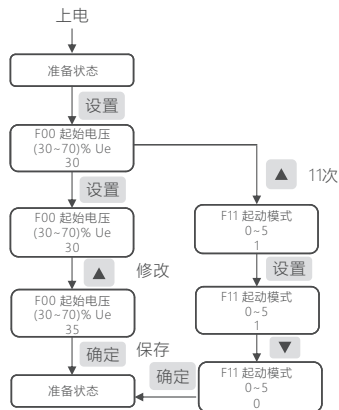 上电
准备状态
设置
F00 起始电压
(30~70)% Ue
30
▲ 11次
设置
F00 起始电压
(30~70)% Ue
30
F11 起动模式
0~5
1
▲ 修改
设置
F00 起始电压
(30~70)% Ue
35
F11 起动模式
0~5
1
确定 保存
▼
准备状态
确定
F11 起动模式
0~5
0